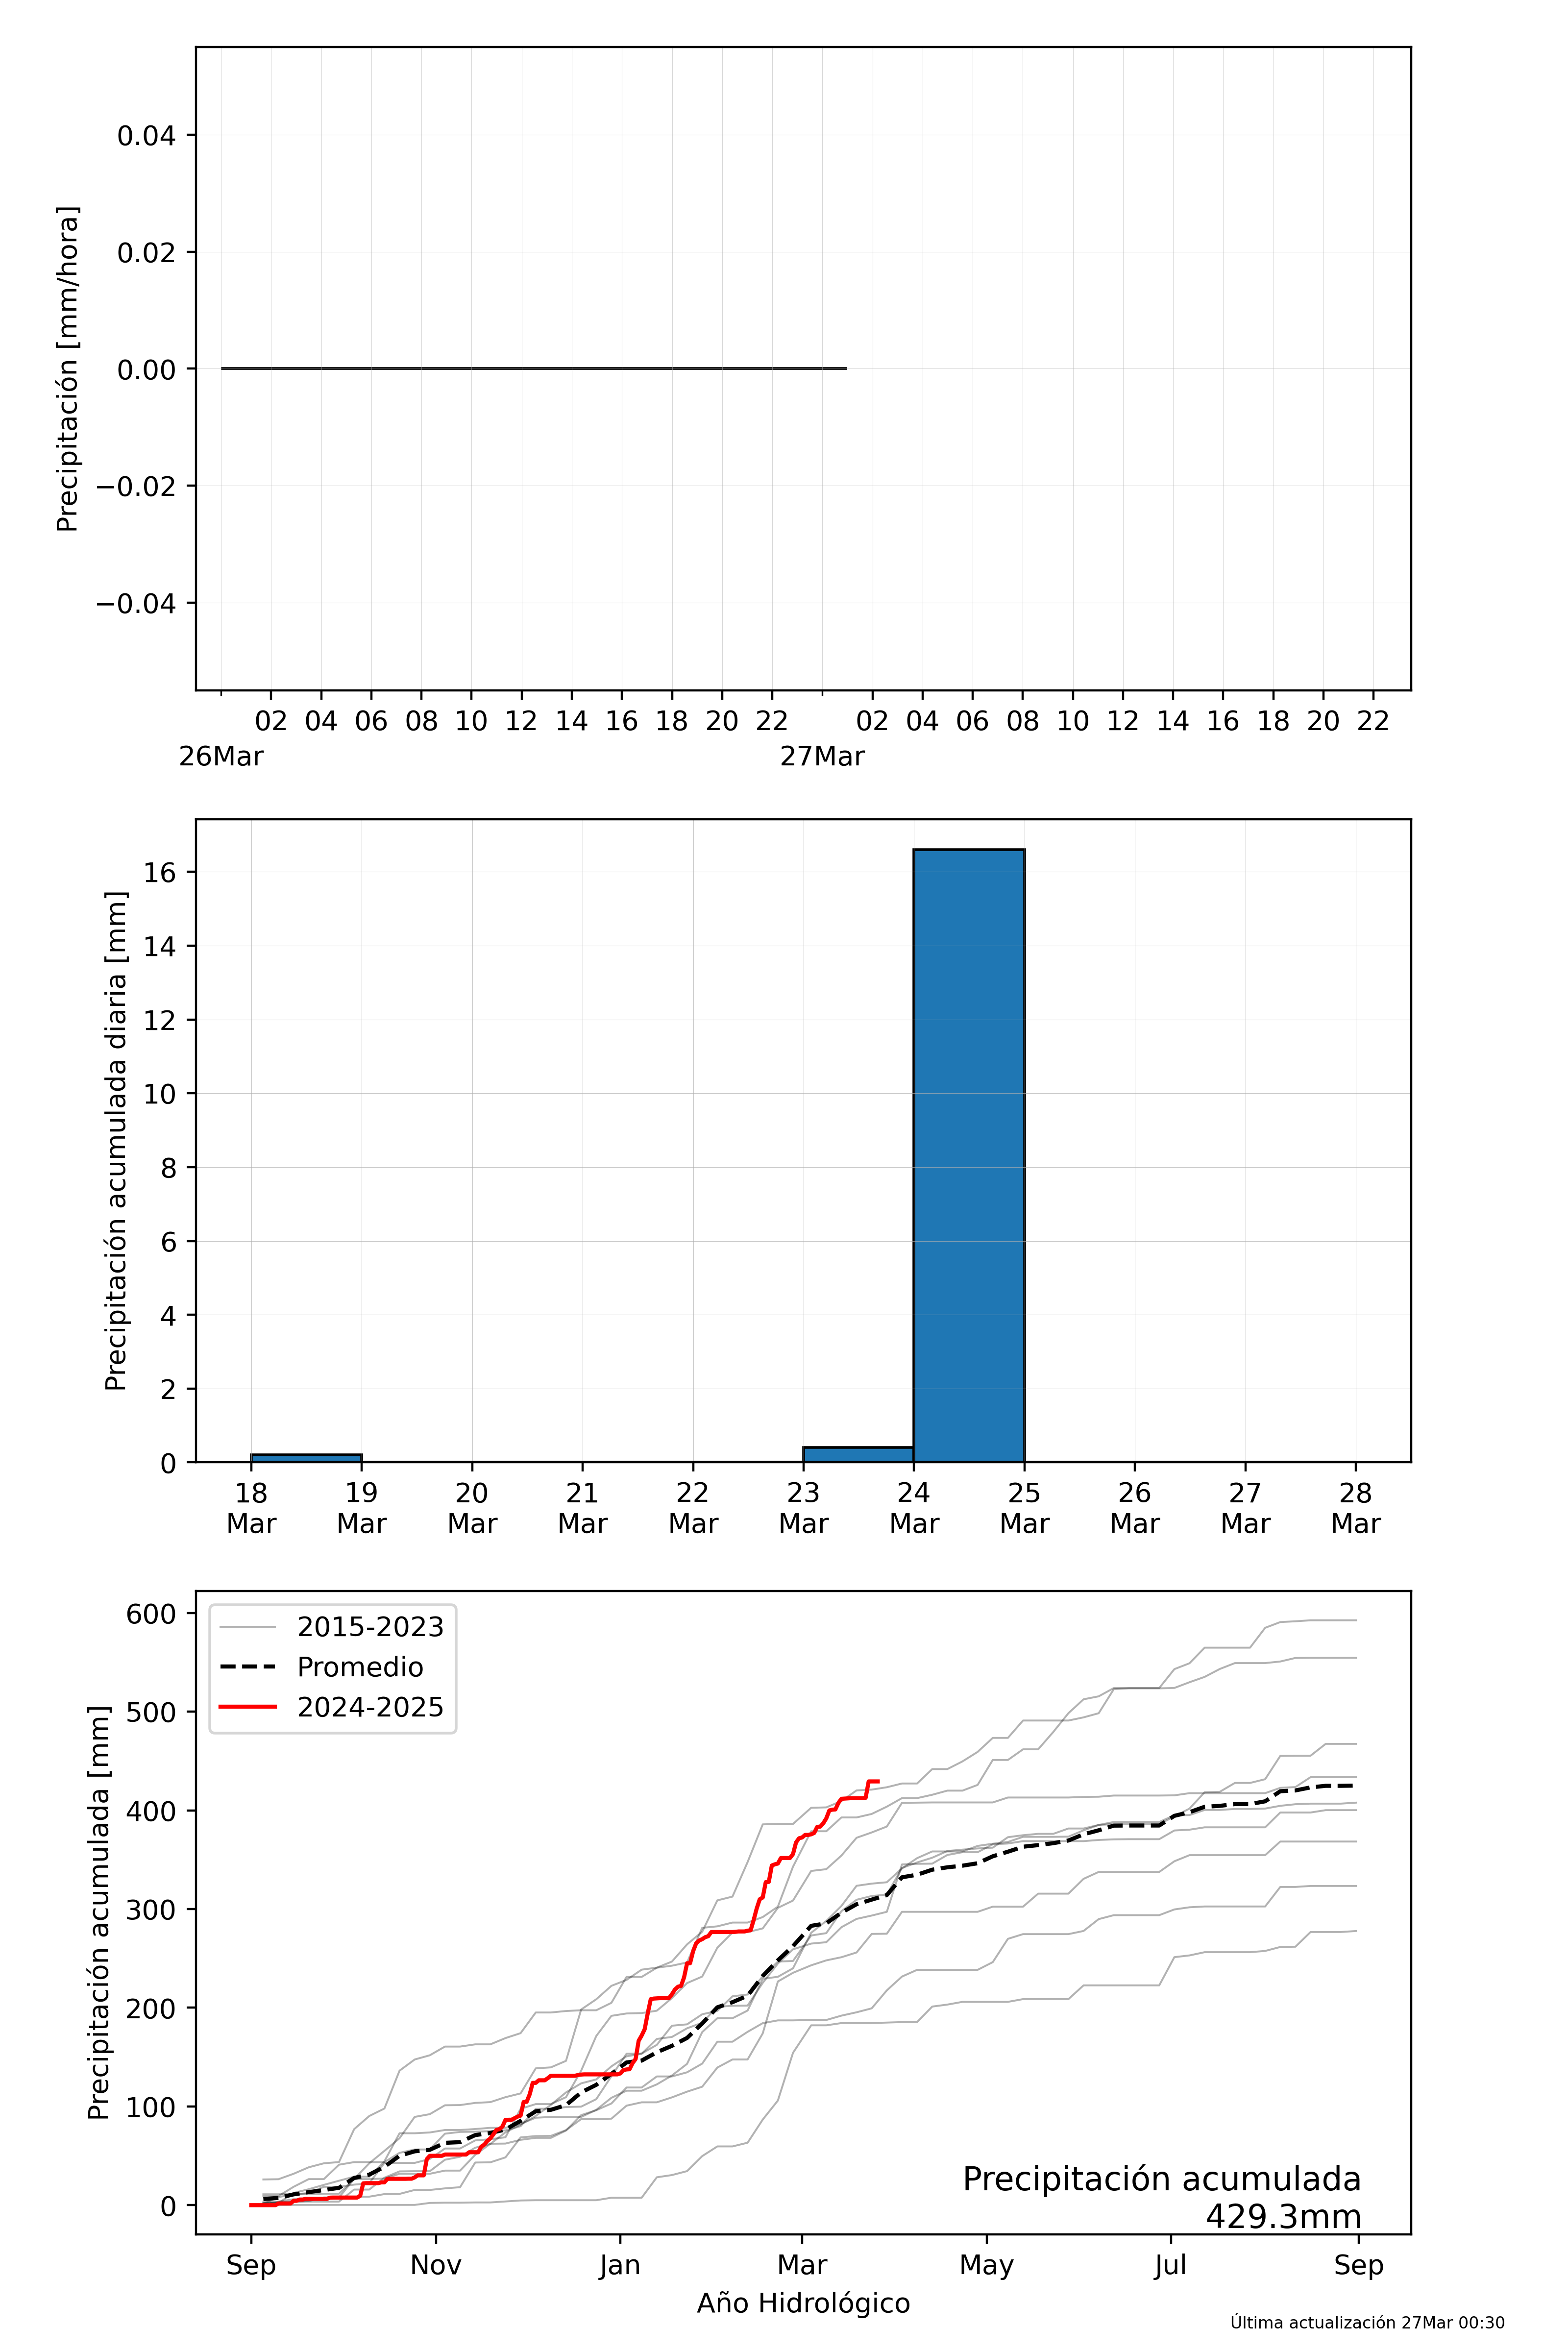 Precipitación [mm/hora]
0.04
0.02
0.00
−0.02
−0.04
02 04 06 08 10 12 14 16 18 20 22 02 04 06 08 10 12 14 16 18 20 22
26Mar 27Mar
Precipitación acumulada diaria [mm]
16
14
12
10
8
6
4
2
0
18 19 20 21 22 23 24 25 26 27 28
Mar Mar Mar Mar Mar Mar Mar Mar Mar Mar Mar
Precipitación acumulada [mm]
600
500
400
300
200
100
0
2015-2023
Promedio
2024-2025
Precipitación acumulada
429.3mm
Sep Nov Jan Mar May Jul Sep
Año Hidrológico
Última actualización 27Mar 00:30